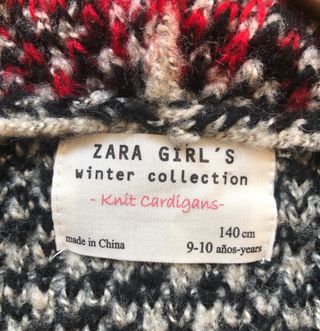 ZARA GIRL´S
winter collection
- Knit Cardigans-
140 cm
made in China
9-10 años-years